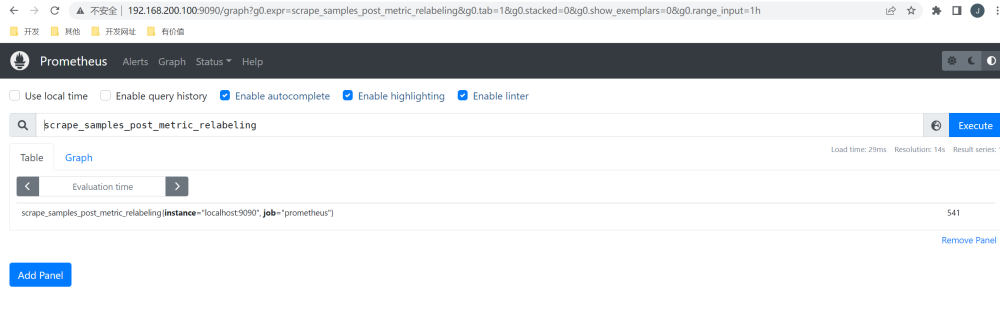 不安全 | 192.168.200.100:9090/graph?g0.expr=scrape_samples_post_metric_relabeling&g0.tab=1&g0.stacked=0&g0.show_exemplars=0&g0.range_input=1h
J
开发 其他 开发网址 有价值
Prometheus Alerts Graph Status Help
Use local time Enable query history Enable autocomplete Enable highlighting Enable linter
scrape_samples_post_metric_relabeling Execute
Load time: 29ms Resolution: 14s Result series: 1
Table Graph
Evaluation time
scrape_samples_post_metric_relabeling{instance="localhost:9090", job="prometheus"} 541
Remove Panel
Add Panel